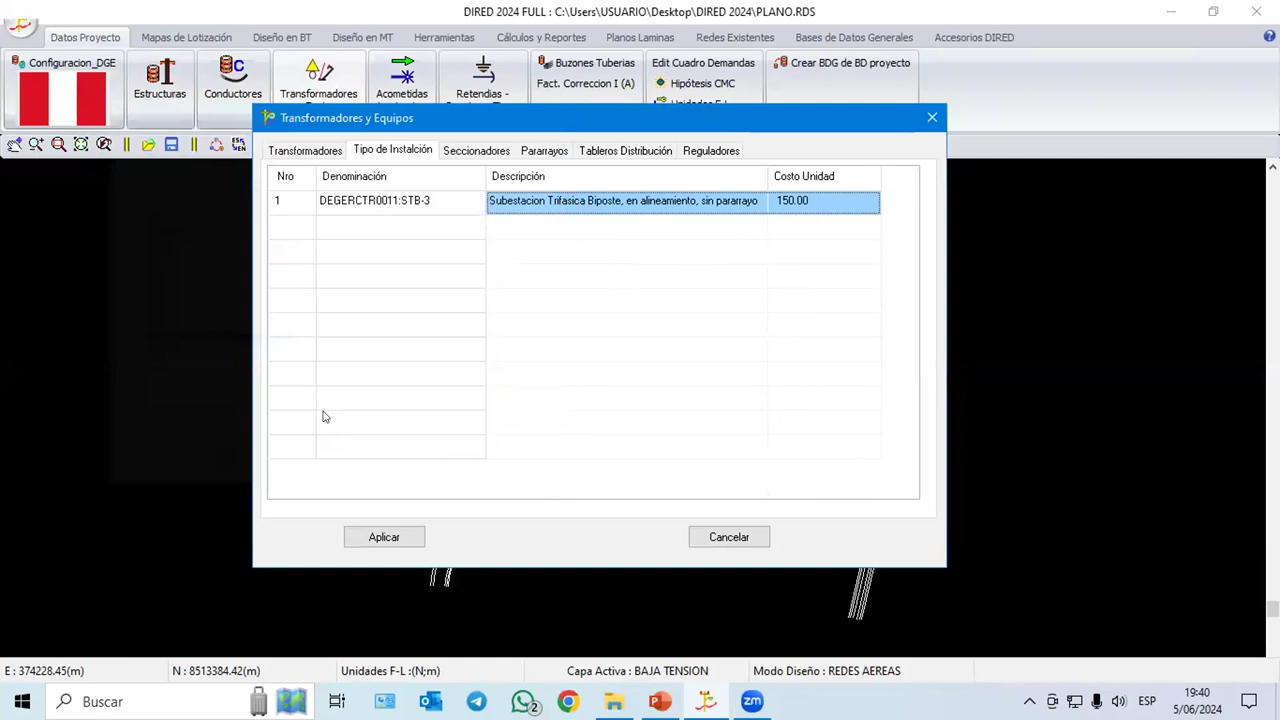 DIRED 2024 FULL : C:\Users\USUARIO\Desktop\DIRED 2024\PLANO.RDS
Datos Proyecto
Mapas de Lotización
Diseño en BT
Diseño en MT
Herramientas
Cálculos y Reportes
Planos Laminas
Redes Existentes
Bases de Datos Generales
Accesorios DIRED
Configuracion_DGE
Estructuras
Conductores
Transformadores
Acometidas
Retenidas -
Buzones Tuberias
Fact. Correccion I (A)
Edit Cuadro Demandas
Hipótesis CMC
Crear BDG de BD proyecto
Transformadores y Equipos
Transformadores
Tipo de Instalción
Seccionadores
Pararrayos
Tableros Distribución
Reguladores
Nro
Denominación
Descripción
Costo Unidad
1
DEGERCTR0011:STB-3
Subestacion Trifasica Biposte, en alineamiento, sin pararrayo
150.00
Aplicar
Cancelar
E : 374228.45(m)
N : 8513384.42(m)
Unidades F-L :(N;m)
Capa Activa : BAJA TENSION
Modo Diseño : REDES AEREAS
Buscar
2
zm
ESP
19:40
5/06/2024